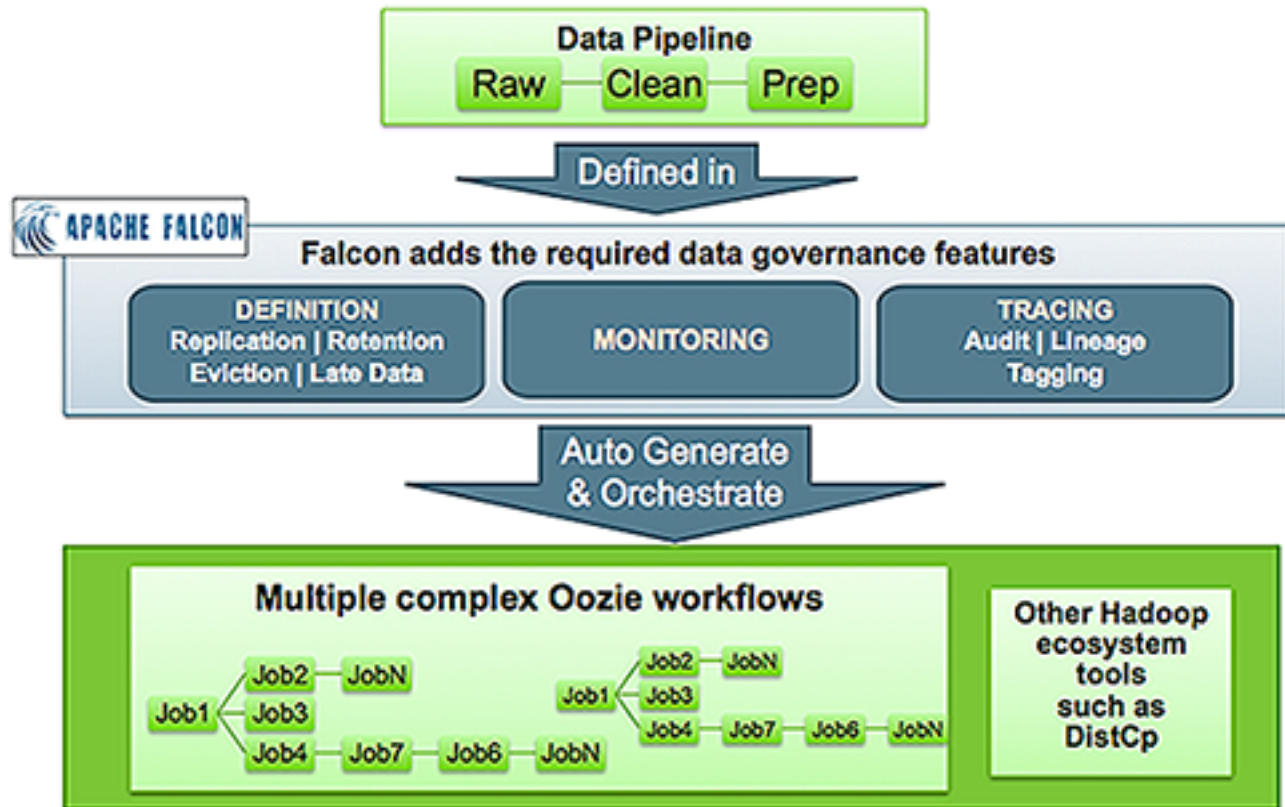 Data Pipeline
Raw Clean Prep
Defined in
APACHE FALCON
Falcon adds the required data governance features
DEFINITION
Replication | Retention
Eviction | Late Data
MONITORING
TRACING
Audit | Lineage
Tagging
Auto Generate
& Orchestrate
Multiple complex Oozie workflows
Job2 JobN
Job1 Job3
Job4 Job7 Job6 JobN
Job2 JobN
Job1 Job3
Job4 Job7 Job6 JobN
Other Hadoop
ecosystem
tools
such as
DistCp